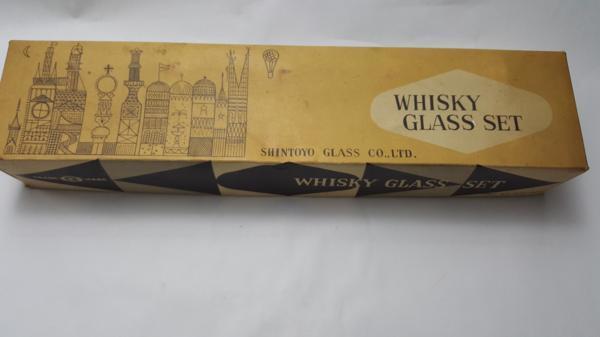 WHISKY
GLASS SET
SHINTOYO GLASS CO.,LTD.
WHISKY GLASS SET